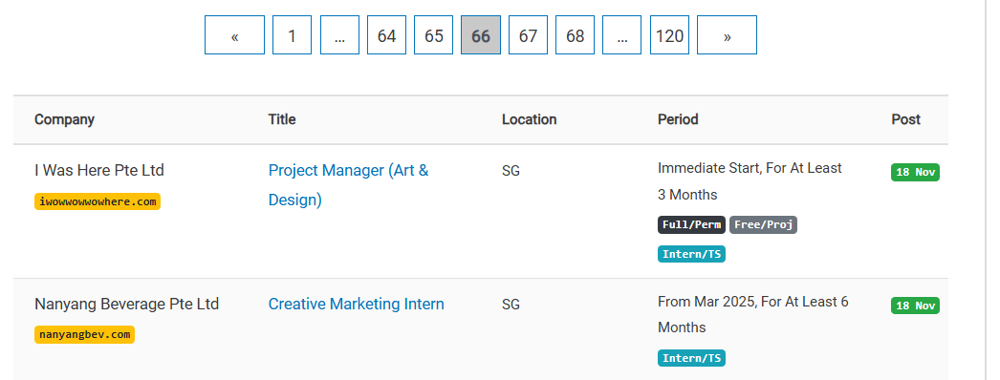 « 1 ... 64 65 66 67 68 ... 120 »
Company Title Location Period Post
I Was Here Pte Ltd Project Manager (Art & SG Immediate Start, For At Least 18 Nov
iwowwowwowhere.com Design) 3 Months
Full/Perm Free/Proj
Intern/TS
Nanyang Beverage Pte Ltd Creative Marketing Intern SG From Mar 2025, For At Least 6 18 Nov
nanyangbev.com Months
Intern/TS